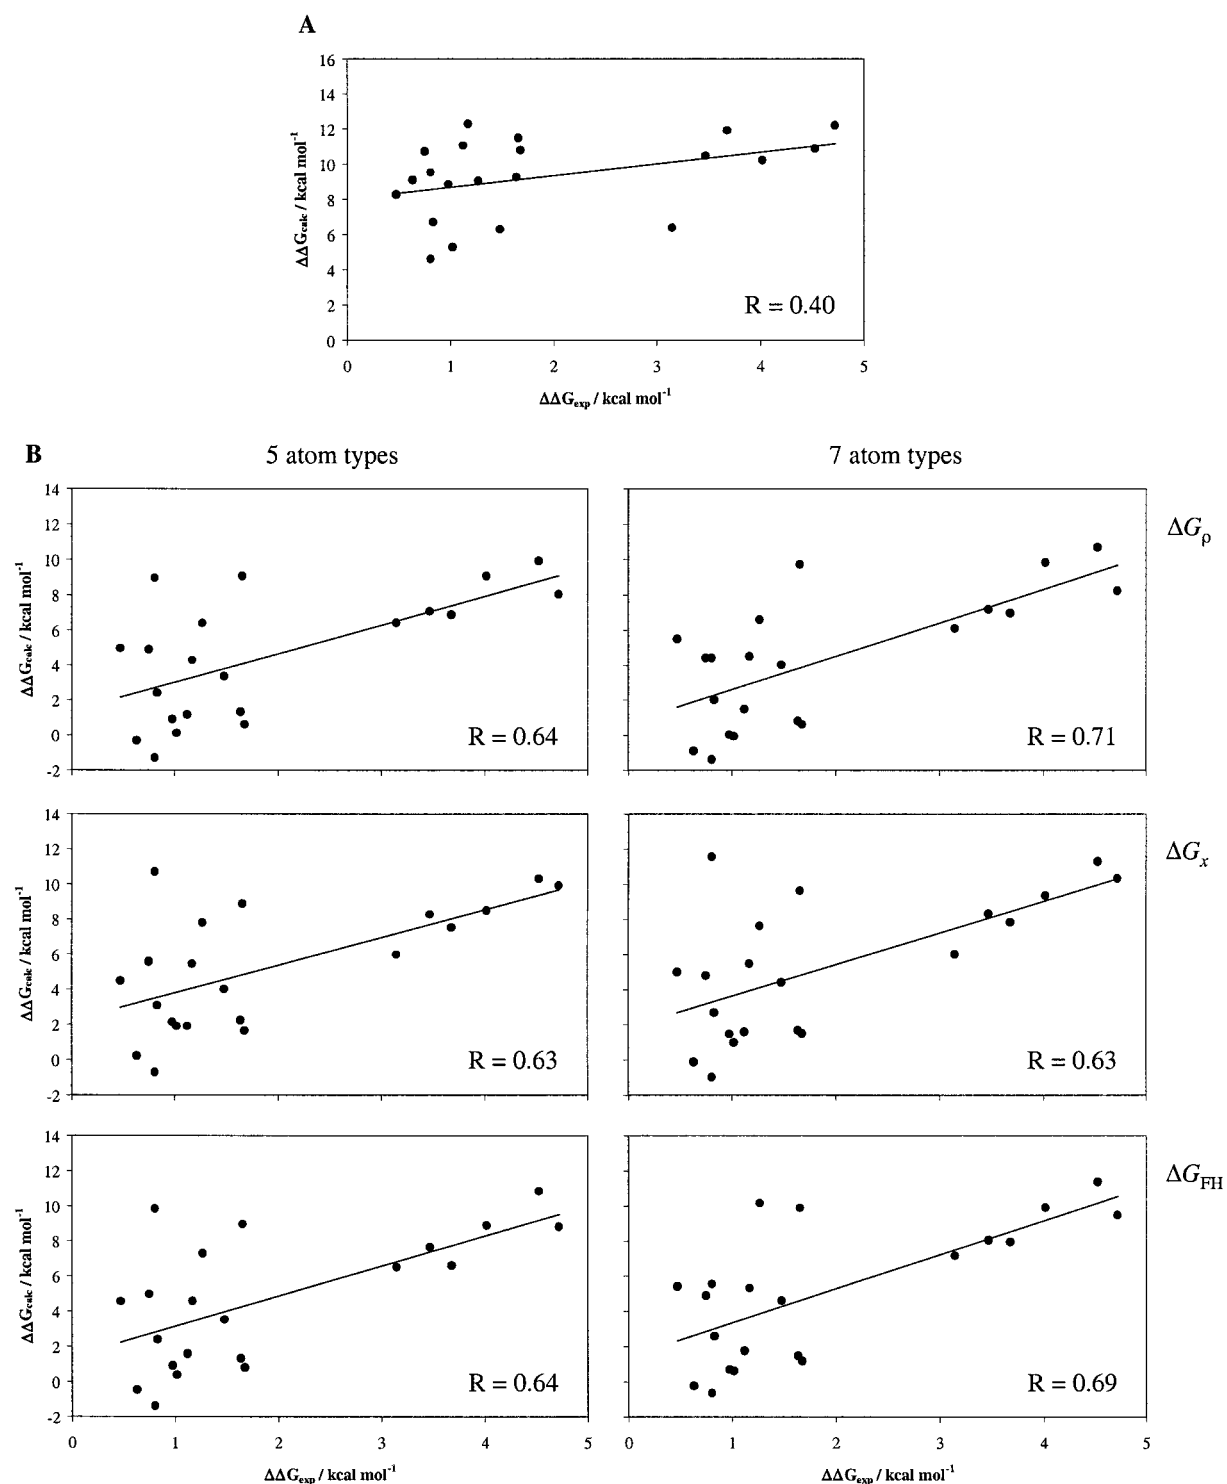 A
16
14
12
10
8
6
4
2
0
ΔΔG_calc / kcal mol⁻¹
R = 0.40
0 1 2 3 4 5
ΔΔG_exp / kcal mol⁻¹
B 5 atom types 7 atom types
14
12
10
8
6
4
2
0
-2
ΔΔG_calc / kcal mol⁻¹
R = 0.64
R = 0.71
ΔG_ρ
14
12
10
8
6
4
2
0
-2
ΔΔG_calc / kcal mol⁻¹
R = 0.63
R = 0.63
ΔG_x
14
12
10
8
6
4
2
0
-2
ΔΔG_calc / kcal mol⁻¹
R = 0.64
R = 0.69
ΔG_FH
0 1 2 3 4 5
0 1 2 3 4 5
ΔΔG_exp / kcal mol⁻¹
ΔΔG_exp / kcal mol⁻¹